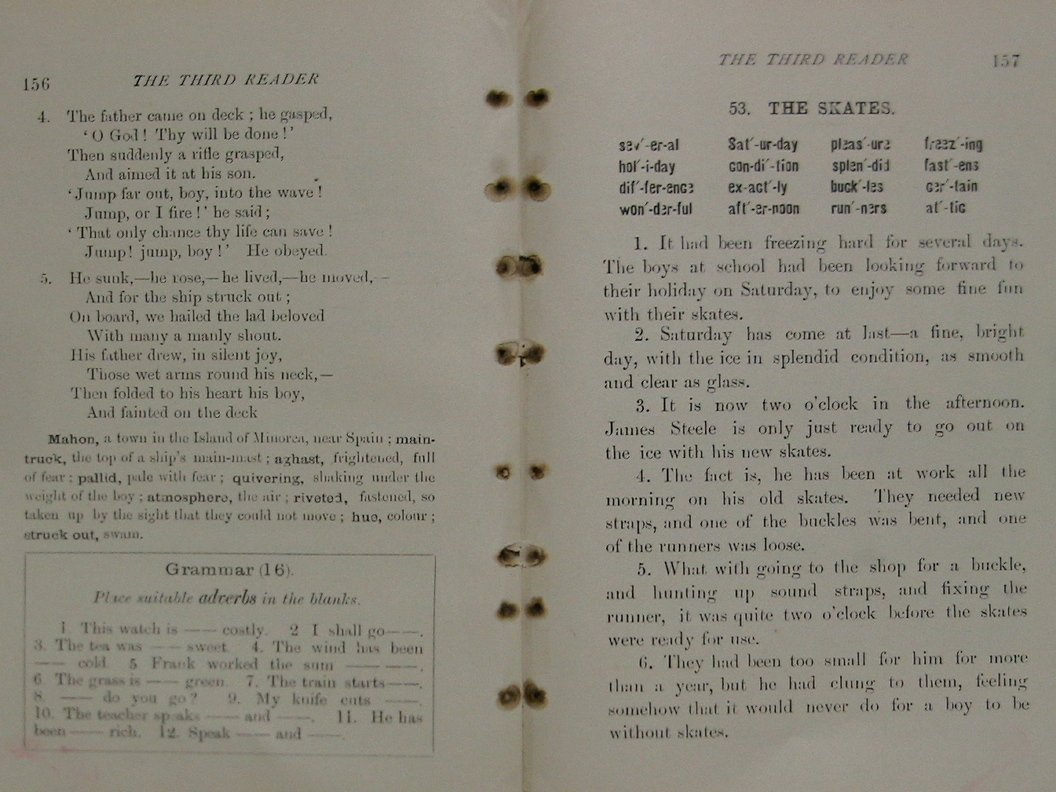 156 THE THIRD READER
4. The father came on deck ; he gasped,
‘ O God ! Thy will be done ! ’
Then suddenly a rifle grasped,
And aimed it at his son.
‘ Jump far out, boy, into the wave !
Jump, or I fire ! ’ he said ;
‘ That only chance thy life can save !
Jump ! jump, boy ! ’ He obeyed.
5. He sunk,—he rose,—he lived,—he moved,—
And for the ship struck out ;
On board, we hailed the lad beloved
With many a manly shout.
His father drew, in silent joy,
Those wet arms round his neck,—
Then folded to his heart his boy,
And fainted on the deck
Mahon, a town in the Island of Minorca, near Spain ; main-
truck, the top of a ship's main-mast ; aghast, frightened, full
of fear ; pallid, pale with fear ; quivering, shaking under the
weight of the boy ; atmosphere, the air ; riveted, fastened, so
taken up by the sight that they could not move ; hue, colour ;
struck out, swam.
Grammar (16).
Place suitable adverbs in the blanks.
1. This watch is —— costly. 2 I shall go——.
3. The tea was —— sweet. 4. The wind has been
—— cold. 5 Frank worked the sum —— ——.
6. The grass is —— green. 7. The train starts——.
8. —— do you go ? 9. My knife cuts ——.
10. The teacher speaks —— and ——. 11. He has
been —— rich. 12. Speak —— and ——.
THE THIRD READER 157
53. THE SKATES.
sev´-er-al Sat´-ur-day pleas´-ure freez´-ing
hol´-i-day con-di´-tion splen´-did fast´-ens
dif´-fer-ence ex-act´-ly buck´-les cer´-tain
won´-der-ful aft´-er-noon run´-ners at´-tic
1. It had been freezing hard for several days.
The boys at school had been looking forward to
their holiday on Saturday, to enjoy some fine fun
with their skates.
2. Saturday has come at last—a fine, bright
day, with the ice in splendid condition, as smooth
and clear as glass.
3. It is now two o'clock in the afternoon.
James Steele is only just ready to go out on
the ice with his new skates.
4. The fact is, he has been at work all the
morning on his old skates. They needed new
straps, and one of the buckles was bent, and one
of the runners was loose.
5. What with going to the shop for a buckle,
and hunting up sound straps, and fixing the
runner, it was quite two o'clock before the skates
were ready for use.
6. They had been too small for him for more
than a year, but he had clung to them, feeling
somehow that it would never do for a boy to be
without skates.